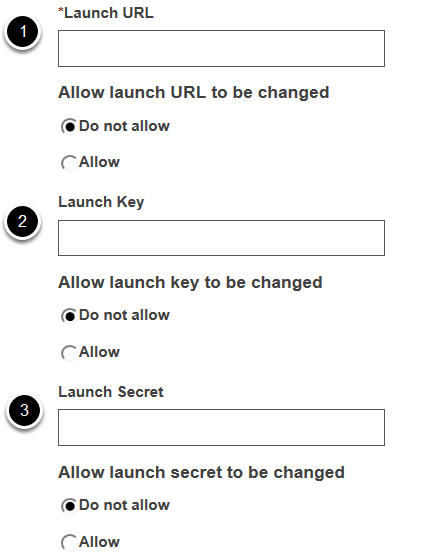 1
*Launch URL
Allow launch URL to be changed
Do not allow
Allow
2
Launch Key
Allow launch key to be changed
Do not allow
Allow
3
Launch Secret
Allow launch secret to be changed
Do not allow
Allow